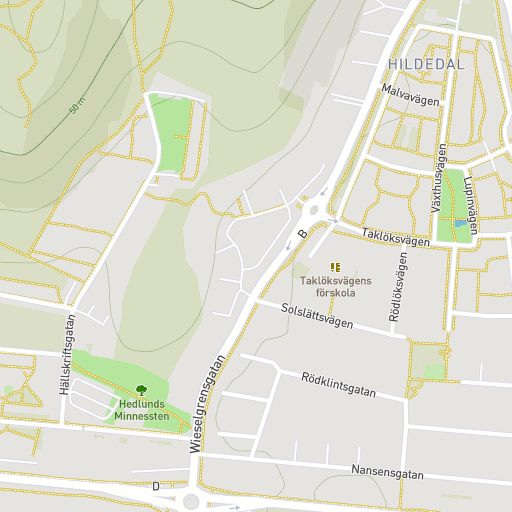 HILDEDAL
Malvavägen
50 m
Växthusvägen
Lupinvägen
B
Taklöksvägen
Taklöksvägens
förskola
Rödlöksvägen
Solslättsvägen
Hällskriftsgatan
Wieselgrensgatan
Rödklintsgatan
Hedlunds
Minnessten
Nansensgatan
D